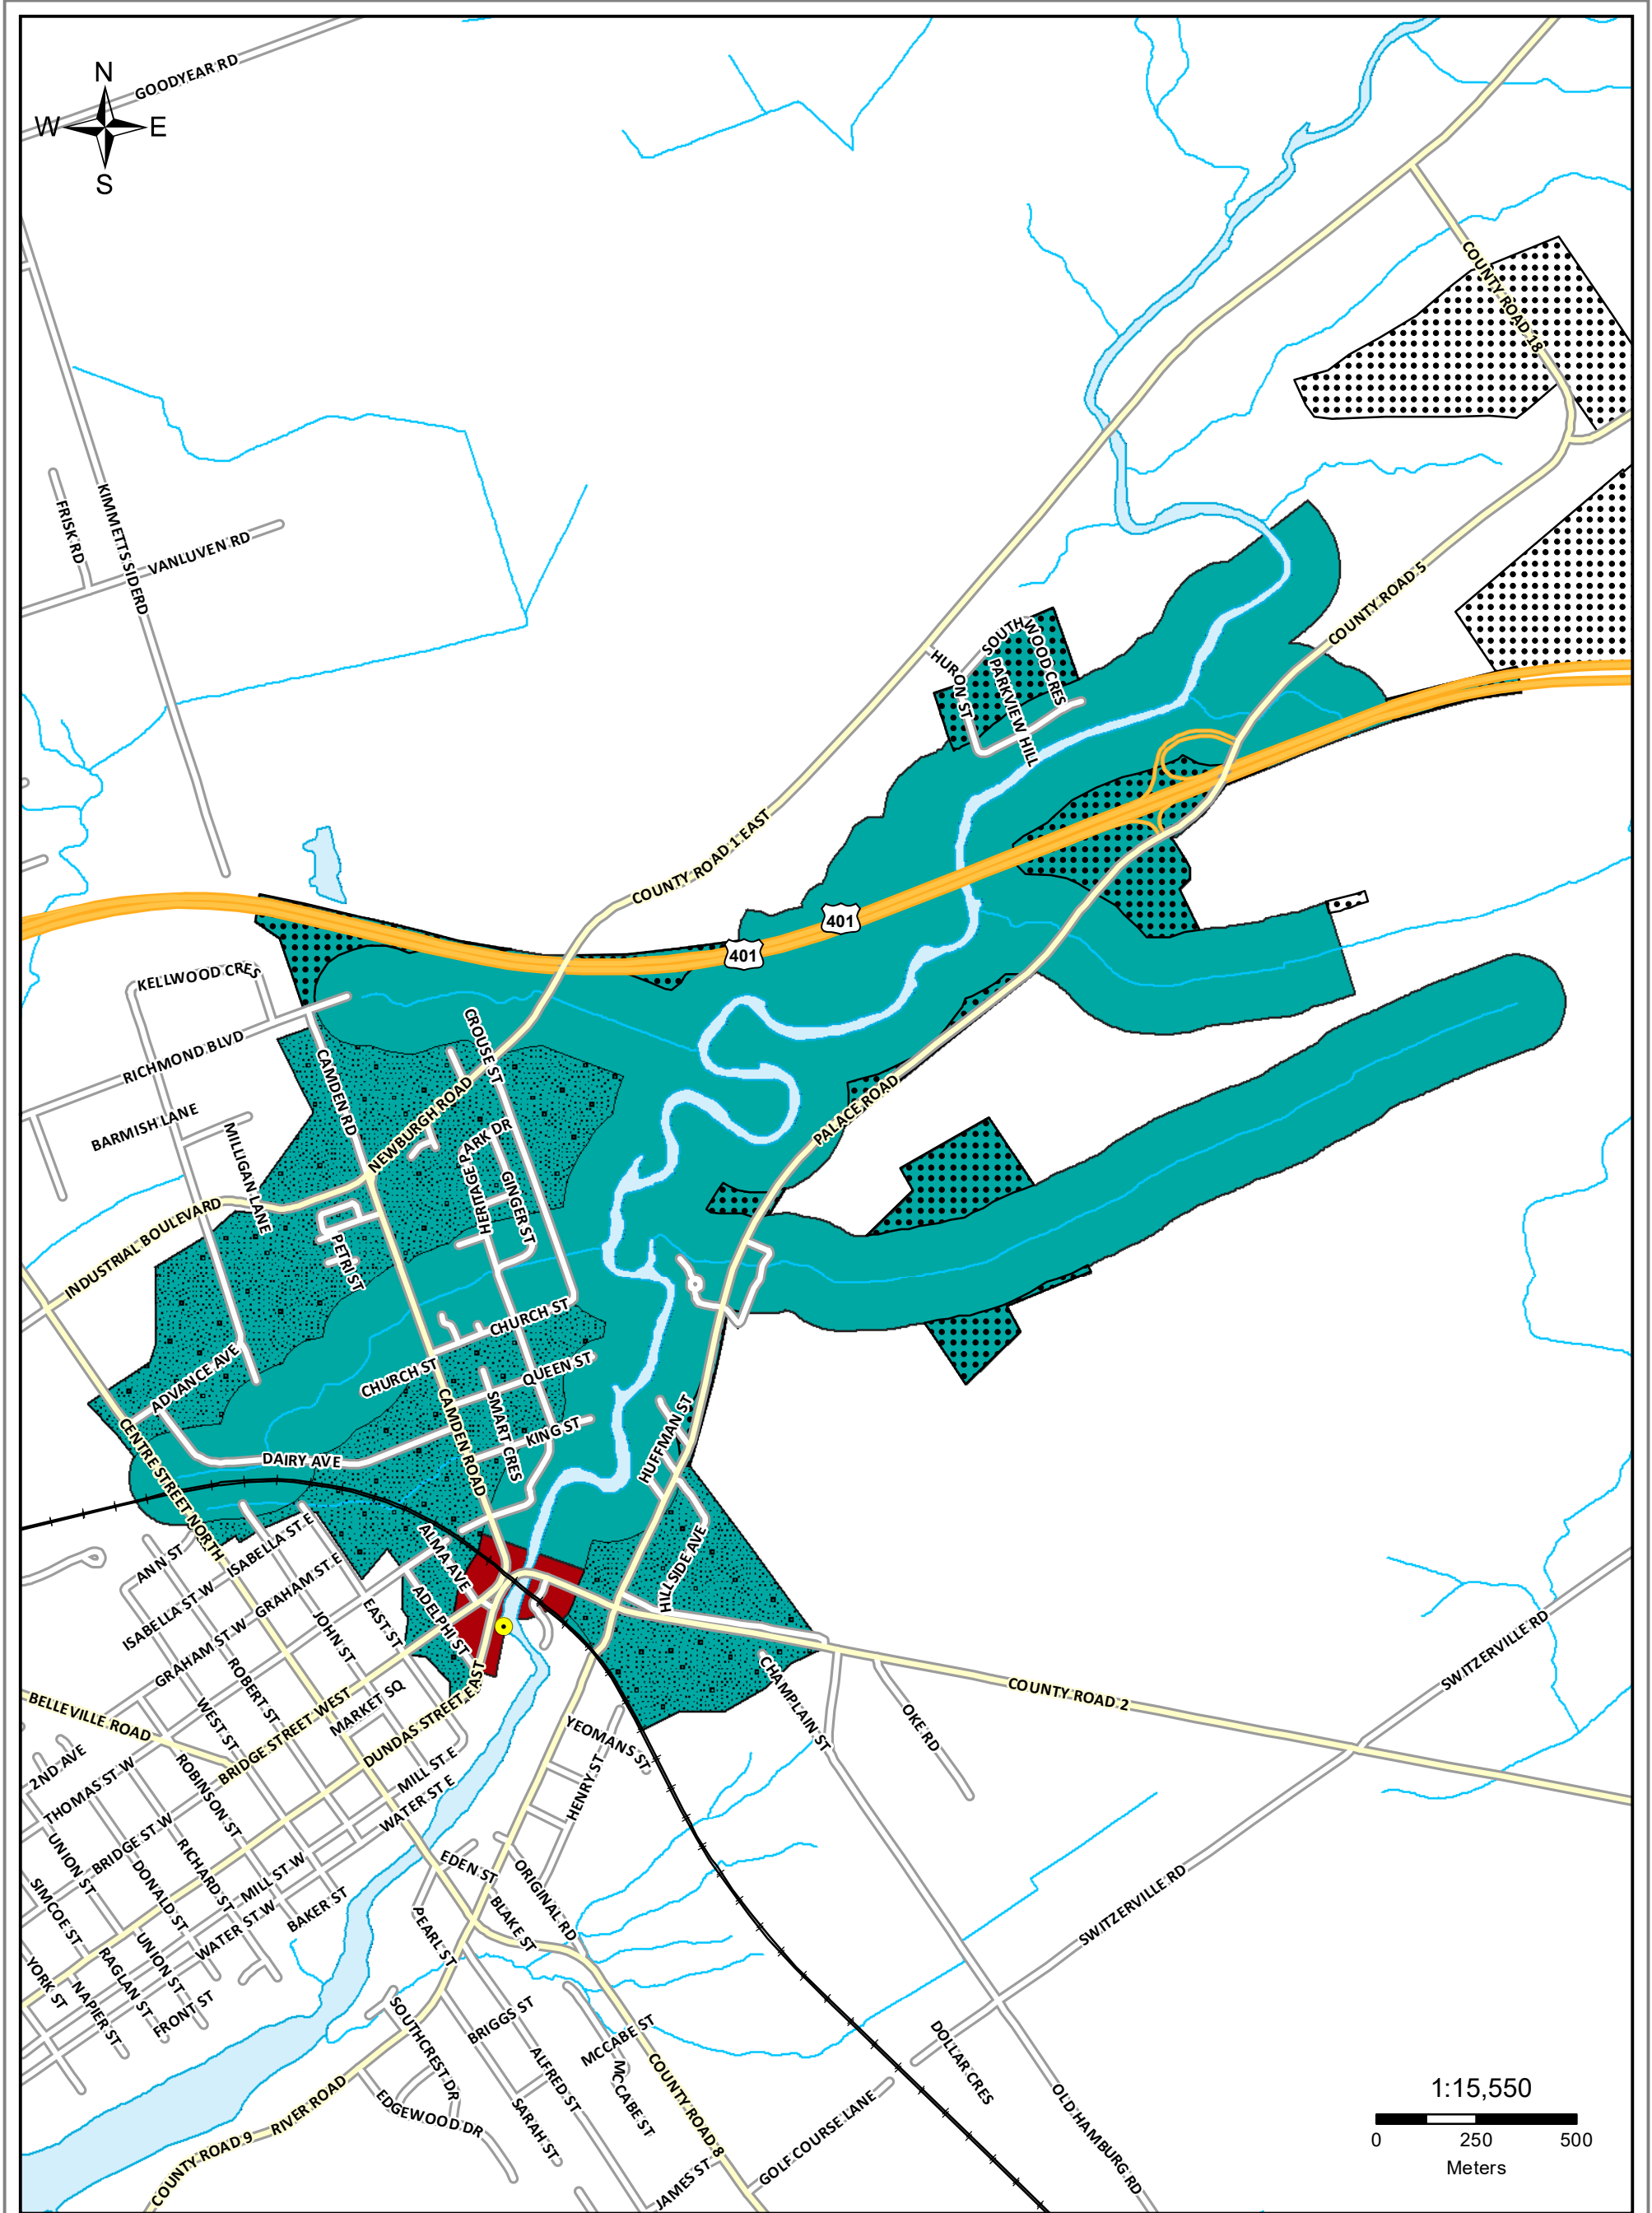 N
W E
S
GOODYEAR RD
COUNTY ROAD 18
KIMMETTS SIDERD
FRISK RD
VANLUVEN RD
COUNTY ROAD 5
SOUTHWOOD CRES
HURON ST
PARKVIEW HILL
COUNTY ROAD 1 EAST
401
401
KELLWOOD CRES
CROUSE ST
RICHMOND BLVD
CAMDEN RD
NEWBURGH ROAD
PALACE ROAD
BARMISH LANE
MILLIGAN LANE
HERITAGE PARK DR
GINGER ST
INDUSTRIAL BOULEVARD
PETRI ST
CHURCH ST
CHURCH ST
ADVANCE AVE
QUEEN ST
CAMDEN ROAD
SMART CRES
KING ST
HUFFMAN ST
CENTRE STREET NORTH
DAIRY AVE
ALMA AVE
HILLSIDE AVE
ANN ST
ISABELLA ST E
ISABELLA ST W
GRAHAM ST E
ADELPHI ST
EAST ST
JOHN ST
GRAHAM ST W
SWITZERVILLE RD
CHAMPLAIN ST
COUNTY ROAD 2
OKE RD
ROBERT ST
WEST ST
MARKET SQ
DUNDAS STREET EAST
BELLEVILLE ROAD
BRIDGE STREET WEST
YEOMANS ST
2ND AVE
THOMAS ST W
ROBINSON ST
MILL ST E
WATER ST E
HENRY ST
BRIDGE ST W
UNION ST
RICHARD ST
DONALD ST
MILL ST W
EDEN ST
ORIGINAL RD
SIMCOE ST
BAKER ST
WATER ST W
BLAKE ST
PEARL ST
SWITZERVILLE RD
UNION ST
RAGLAN ST
YORK ST
NAPIER ST
FRONT ST
SOUTHCREST DR
BRIGGS ST
MCCABE ST
MCCABE ST
ALFRED ST
DOLLAR CRES
EDGEWOOD DR
SARAH ST
COUNTY ROAD 8
OLD HAMBURG RD
COUNTY ROAD 9
RIVER ROAD
GOLF COURSE LANE
JAMES ST
1:15,550
0 250 500
Meters